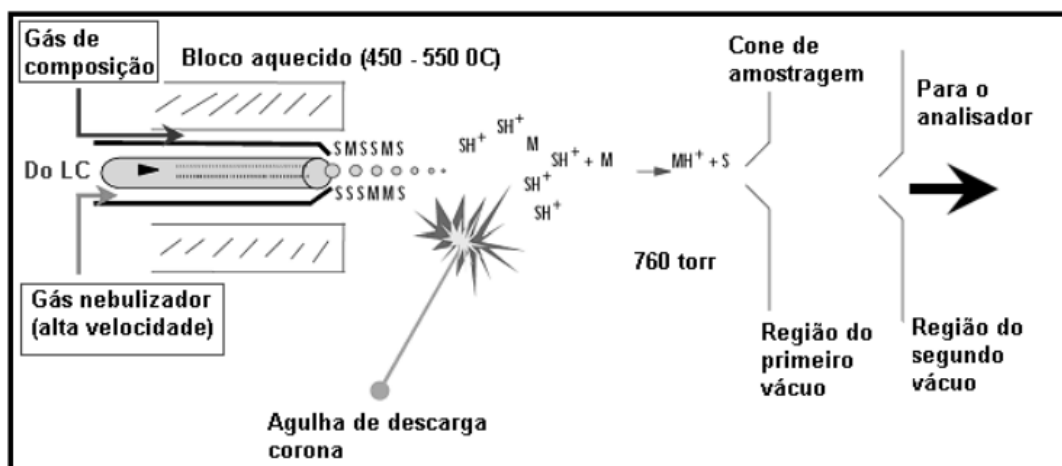 Gás de
composição
Bloco aquecido (450 - 550 0C)
Cone de
amostragem
Para o
analisador
Do LC
S M S S M S
S S S M M S
SH+
SH+
M
SH+ + M
SH+
SH+
MH+ + S
760 torr
Gás nebulizador
(alta velocidade)
Agulha de descarga
corona
Região do
primeiro
vácuo
Região do
segundo
vácuo